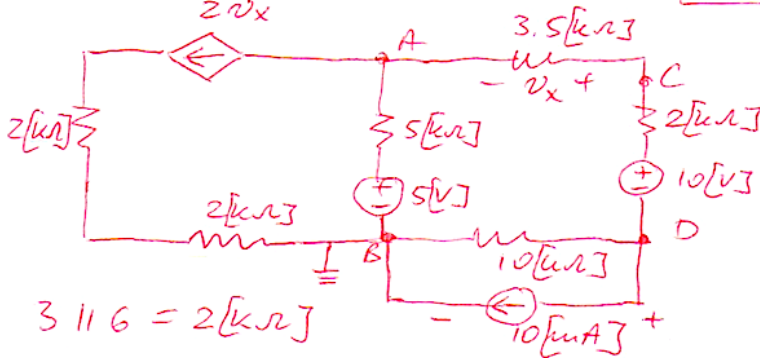 2vx
A
3.5[kΩ]
- vx +
C
2[kΩ]
5[kΩ]
2[kΩ]
+
-
5[V]
+
-
10[V]
2[kΩ]
B
10[kΩ]
D
3 11 6 = 2[kΩ]
-
10[mA]
+